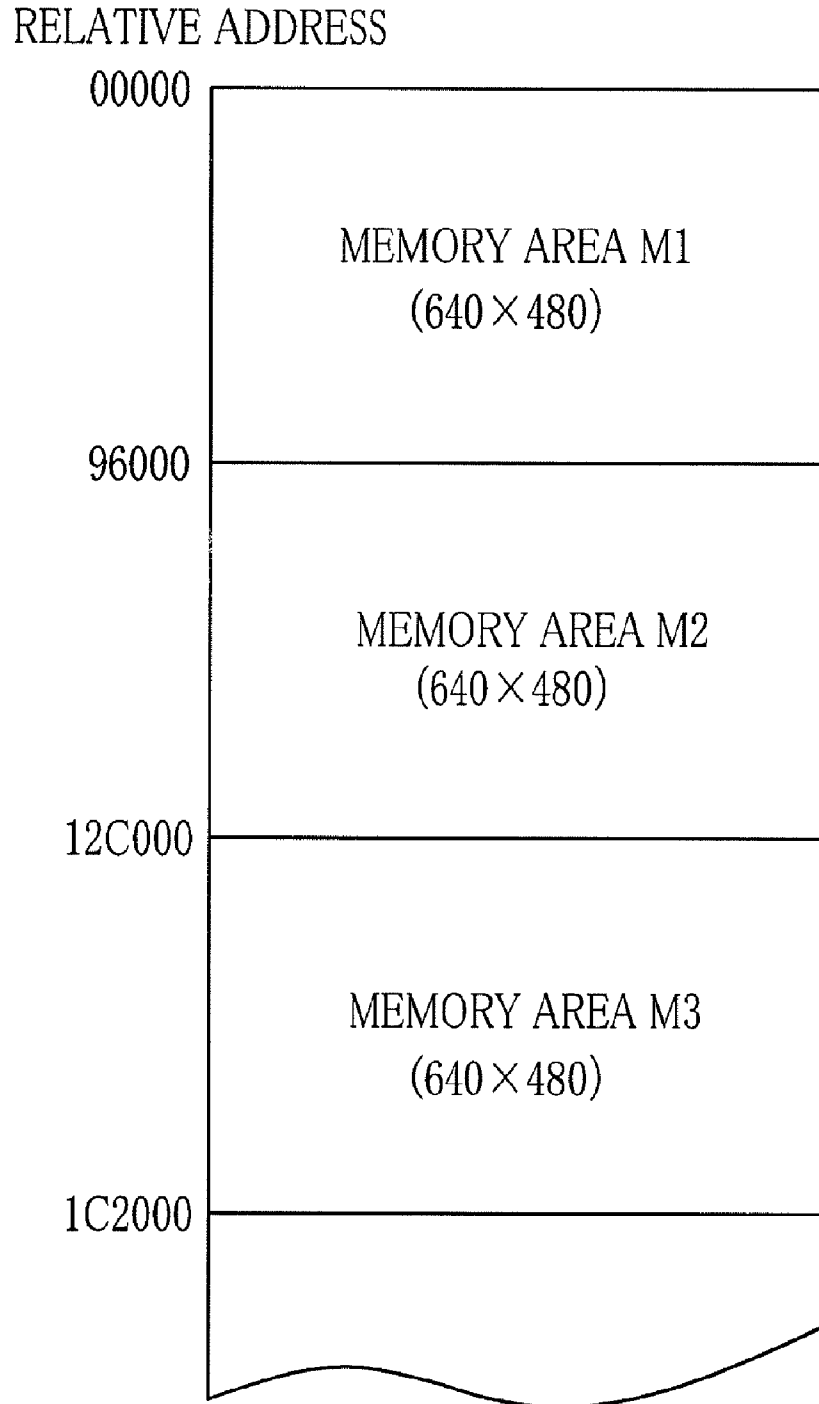 RELATIVE ADDRESS
00000
MEMORY AREA M1
(640×480)
96000
MEMORY AREA M2
(640×480)
12C000
MEMORY AREA M3
(640×480)
1C2000